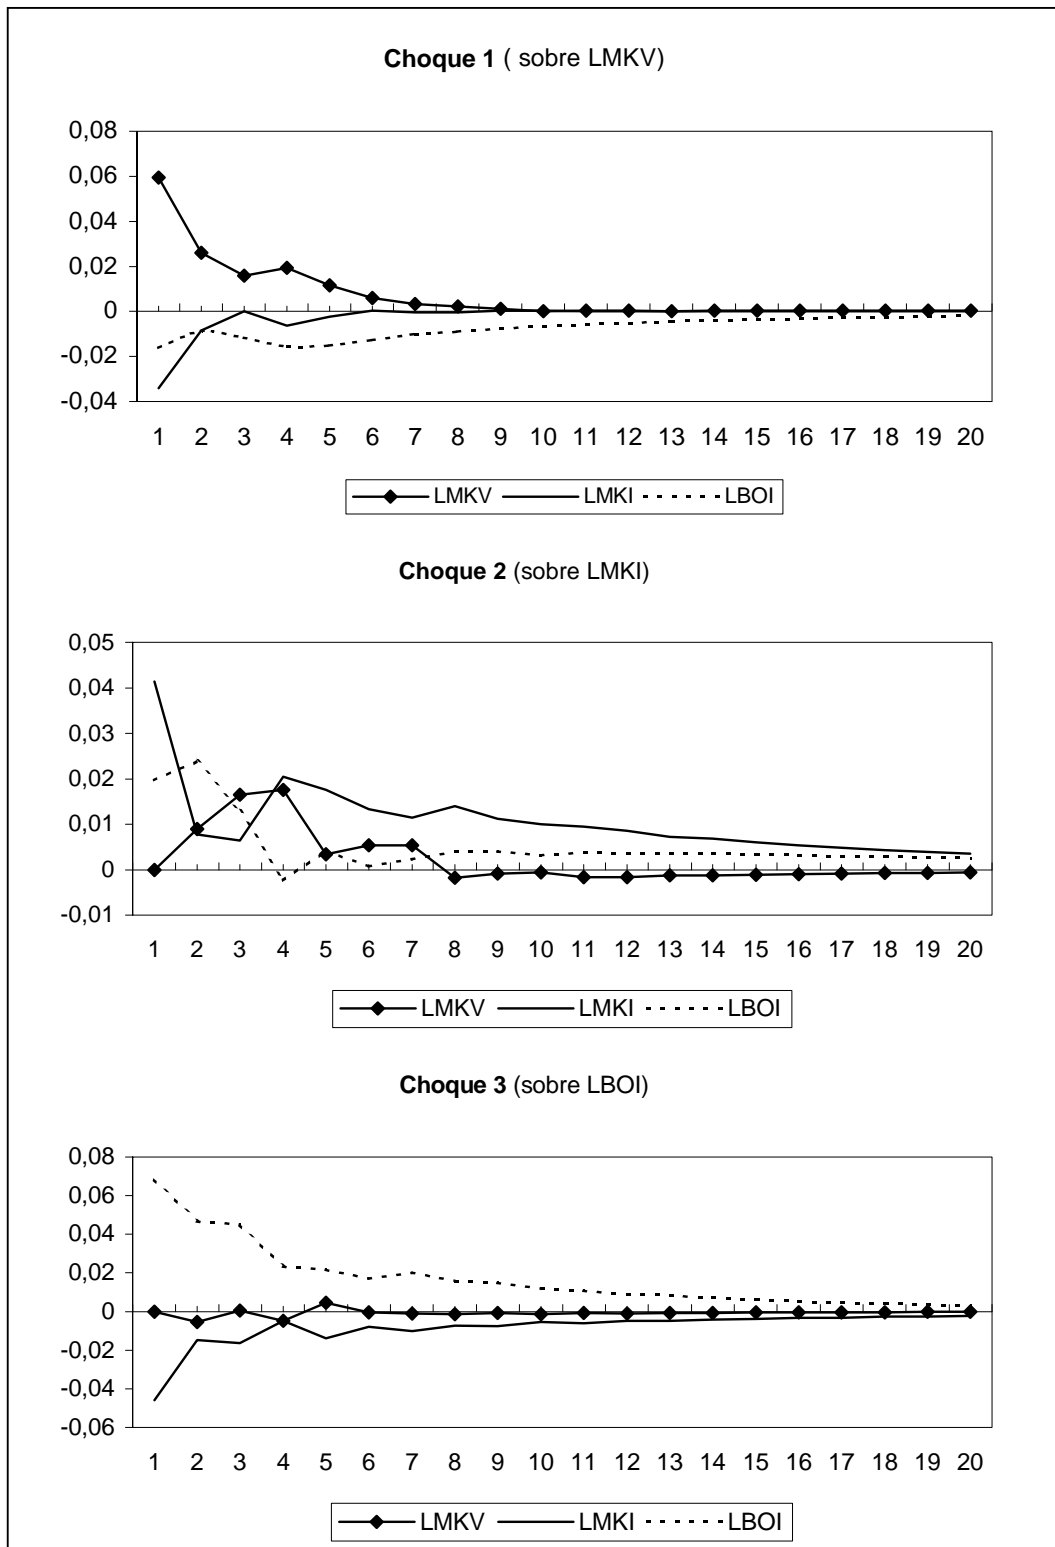 Choque 1 ( sobre LMKV)
0,08
0,06
0,04
0,02
0
-0,02
-0,04
1 2 3 4 5 6 7 8 9 10 11 12 13 14 15 16 17 18 19 20
LMKV LMKI LBOI
Choque 2 (sobre LMKI)
0,05
0,04
0,03
0,02
0,01
0
-0,01
1 2 3 4 5 6 7 8 9 10 11 12 13 14 15 16 17 18 19 20
LMKV LMKI LBOI
Choque 3 (sobre LBOI)
0,08
0,06
0,04
0,02
0
-0,02
-0,04
-0,06
1 2 3 4 5 6 7 8 9 10 11 12 13 14 15 16 17 18 19 20
LMKV LMKI LBOI